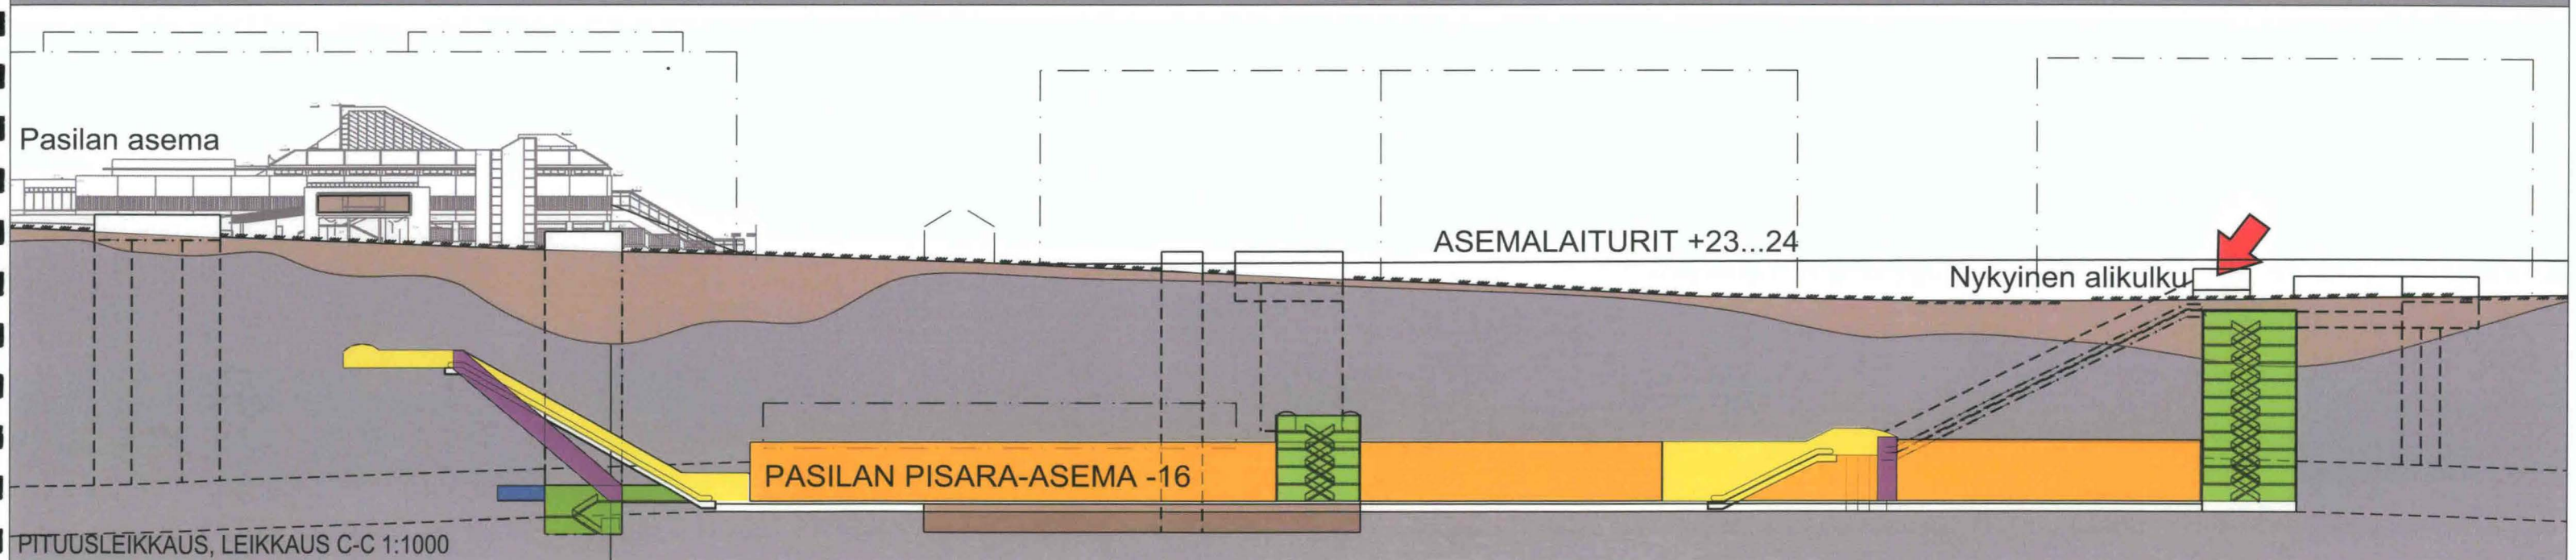 Pasilan asema
ASEMALAITURIT +23...24
Nykyinen alikulku
PASILAN PISARA-ASEMA -16
PITUUSLEIKKAUS, LEIKKAUS C-C 1:1000